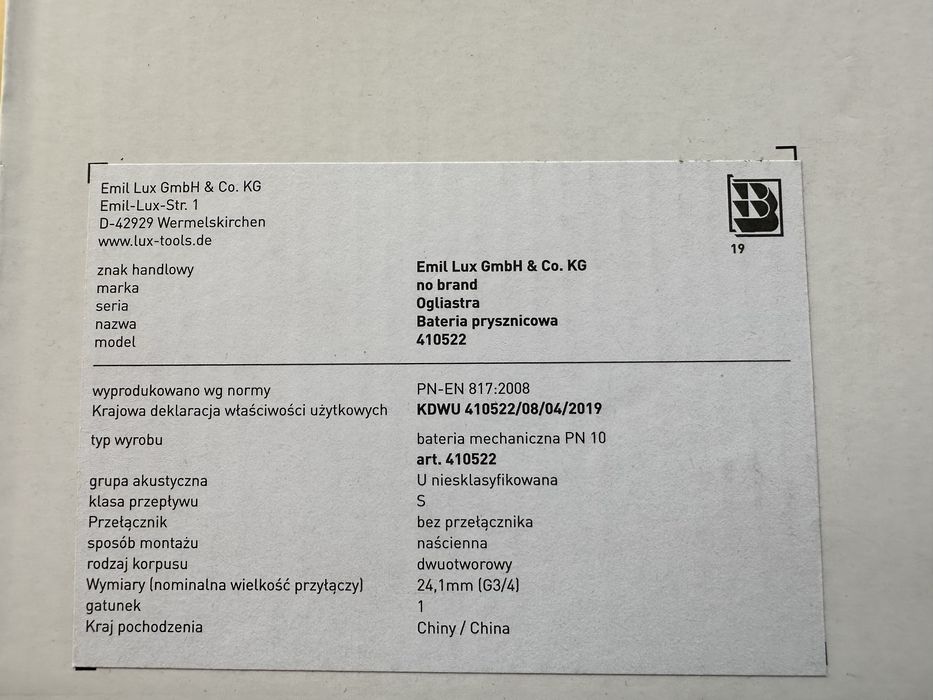 Emil Lux GmbH & Co. KG
Emil-Lux-Str. 1
D-42929 Wermelskirchen
www.lux-tools.de
B
19
znak handlowy Emil Lux GmbH & Co. KG
marka no brand
seria Ogliastra
nazwa Bateria prysznicowa
model 410522
wyprodukowano wg normy PN-EN 817:2008
Krajowa deklaracja właściwości użytkowych KDWU 410522/08/04/2019
typ wyrobu bateria mechaniczna PN 10
art. 410522
grupa akustyczna U niesklasyfikowana
klasa przepływu S
Przełącznik bez przełącznika
sposób montażu naścienna
rodzaj korpusu dwuotworowy
Wymiary (nominalna wielkość przyłączy) 24,1mm (G3/4)
gatunek 1
Kraj pochodzenia Chiny / China